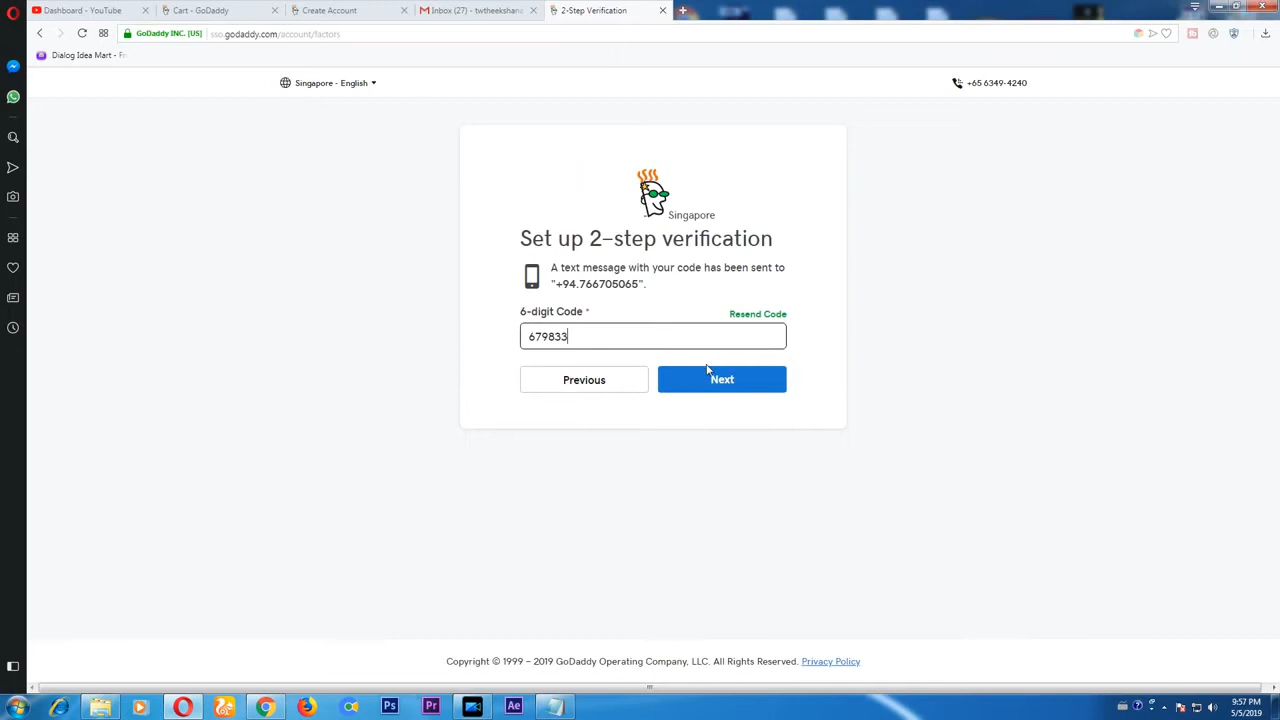 Dashboard - YouTube
Cart - GoDaddy
Create Account
Inbox (27) - twtheekshana
2-Step Verification
GoDaddy INC. [US]
sso.godaddy.com/account/factors
Dialog Idea Mart - Fr
Singapore - English
+65 6349-4240
Singapore
Set up 2-step verification
A text message with your code has been sent to
"+94.766705065".
6-digit Code *
Resend Code
679833
Previous
Next
Copyright © 1999 – 2019 GoDaddy Operating Company, LLC. All Rights Reserved. Privacy Policy
Ps
Pr
Ae
9:57 PM
5/5/2019